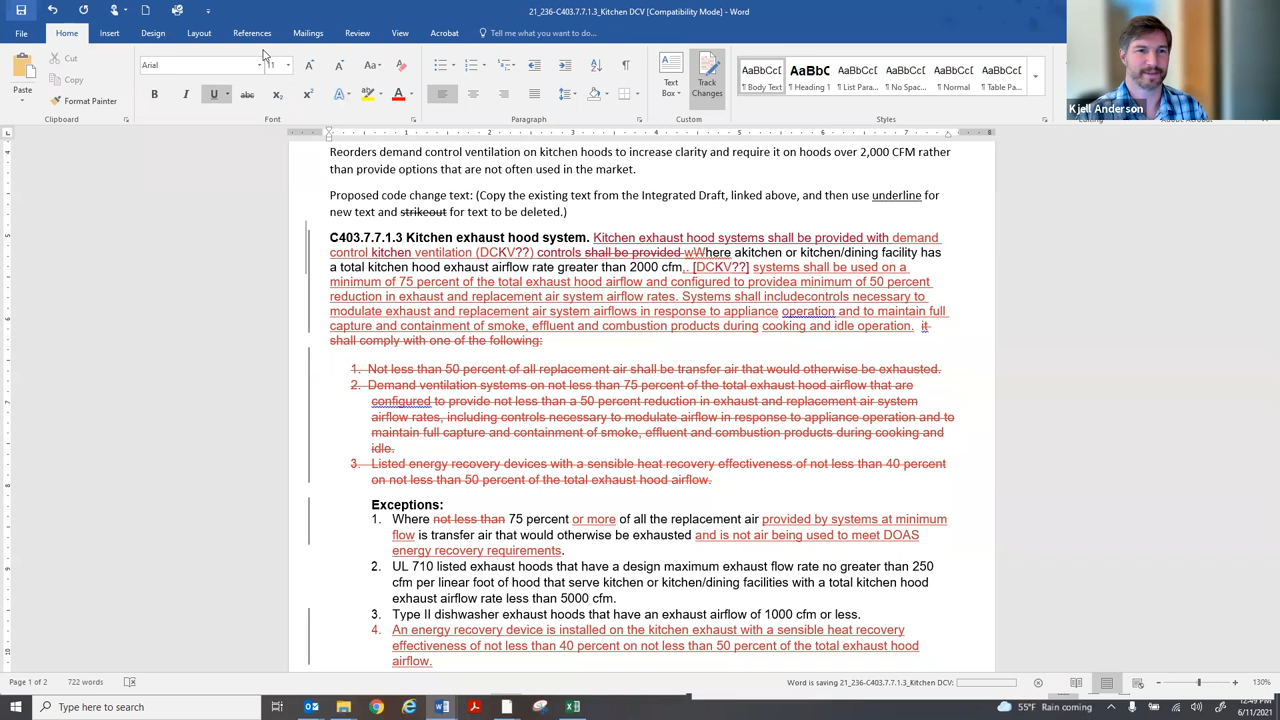 21_236-C403.7.7.1.3_Kitchen DCV [Compatibility Mode] - Word
File Home Insert Design Layout References Mailings Review View Acrobat Tell me what you want to do...
Cut
Copy
Format Painter
Paste
Arial 11
Text Box
Track Changes
AaBbCcD AaBbC AaBbCcD AaBbCcD AaBbCcD AaBbCcD
¶ Body Text Heading 1 ¶ List Para... ¶ No Spac... ¶ Normal ¶ Table Pa...
Clipboard Font Paragraph Custom Styles Editing
Kjell Anderson
Reorders demand control ventilation on kitchen hoods to increase clarity and require it on hoods over 2,000 CFM rather
than provide options that are not often used in the market.
Proposed code change text: (Copy the existing text from the Integrated Draft, linked above, and then use underline for
new text and strikeout for text to be deleted.)
C403.7.7.1.3 Kitchen exhaust hood system. Kitchen exhaust hood systems shall be provided with demand
control kitchen ventilation (DCKV??) controls shall be provided wWhere akitchen or kitchen/dining facility has
a total kitchen hood exhaust airflow rate greater than 2000 cfm,. [DCKV??] systems shall be used on a
minimum of 75 percent of the total exhaust hood airflow and configured to providea minimum of 50 percent
reduction in exhaust and replacement air system airflow rates. Systems shall includecontrols necessary to
modulate exhaust and replacement air system airflows in response to appliance operation and to maintain full
capture and containment of smoke, effluent and combustion products during cooking and idle operation. it
shall comply with one of the following:
1. Not less than 50 percent of all replacement air shall be transfer air that would otherwise be exhausted.
2. Demand ventilation systems on not less than 75 percent of the total exhaust hood airflow that are
configured to provide not less than a 50 percent reduction in exhaust and replacement air system
airflow rates, including controls necessary to modulate airflow in response to appliance operation and to
maintain full capture and containment of smoke, effluent and combustion products during cooking and
idle.
3. Listed energy recovery devices with a sensible heat recovery effectiveness of not less than 40 percent
on not less than 50 percent of the total exhaust hood airflow.
Exceptions:
1. Where not less than 75 percent or more of all the replacement air provided by systems at minimum
flow is transfer air that would otherwise be exhausted and is not air being used to meet DOAS
energy recovery requirements.
2. UL 710 listed exhaust hoods that have a design maximum exhaust flow rate no greater than 250
cfm per linear foot of hood that serve kitchen or kitchen/dining facilities with a total kitchen hood
exhaust airflow rate less than 5000 cfm.
3. Type II dishwasher exhaust hoods that have an exhaust airflow of 1000 cfm or less.
4. An energy recovery device is installed on the kitchen exhaust with a sensible heat recovery
effectiveness of not less than 40 percent on not less than 50 percent of the total exhaust hood
airflow.
Page 1 of 2 722 words Word is saving 21_236-C403.7.7.1.3_Kitchen DCV: 130%
Type here to search 55°F Rain showers 12:49 PM
6/11/2021